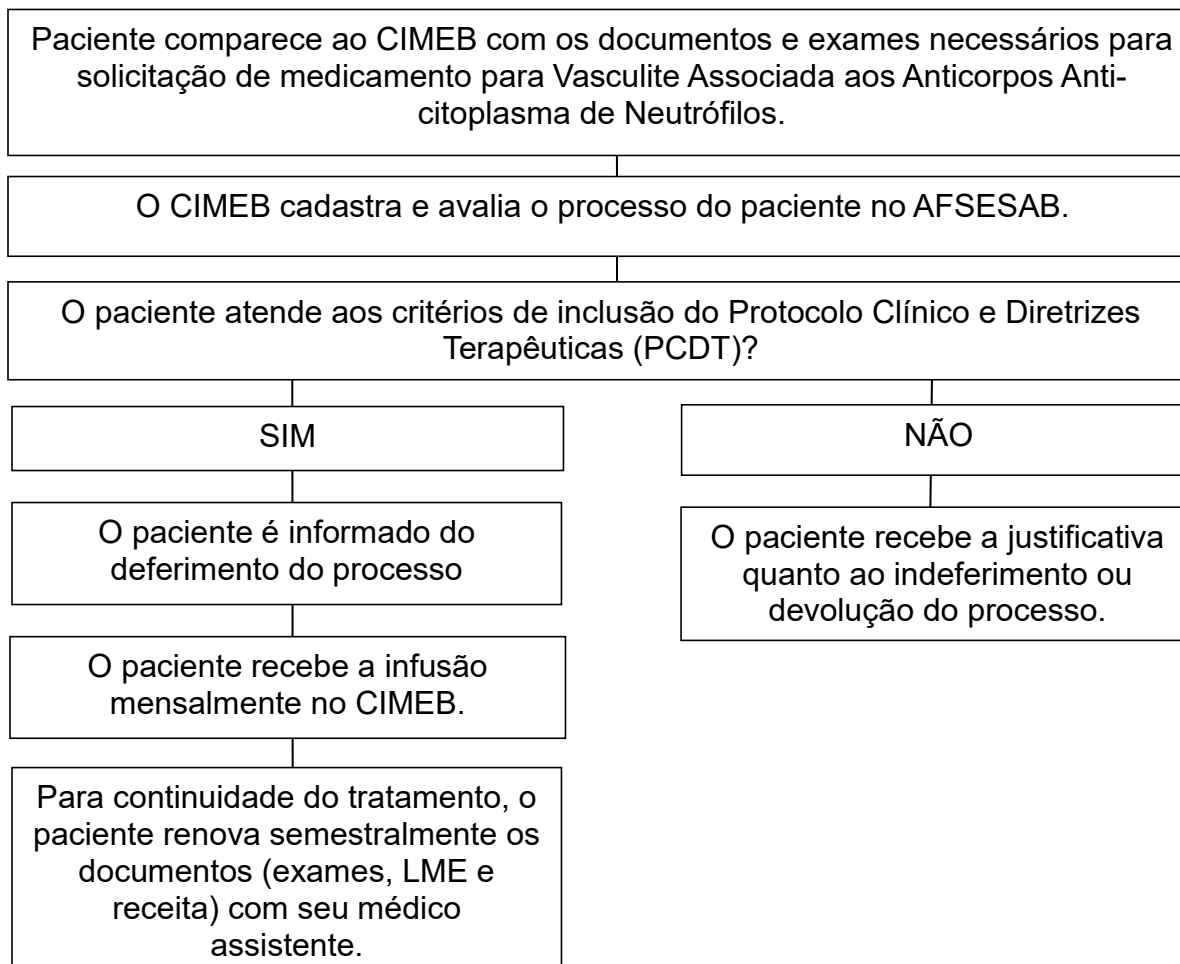 Paciente comparece ao CIMEB com os documentos e exames necessários para
solicitação de medicamento para Vasculite Associada aos Anticorpos Anti-
citoplasma de Neutrófilos.
O CIMEB cadastra e avalia o processo do paciente no AFSESAB.
O paciente atende aos critérios de inclusão do Protocolo Clínico e Diretrizes
Terapêuticas (PCDT)?
SIM
O paciente é informado do
deferimento do processo
O paciente recebe a infusão
mensalmente no CIMEB.
Para continuidade do tratamento, o
paciente renova semestralmente os
documentos (exames, LME e
receita) com seu médico
assistente.
NÃO
O paciente recebe a justificativa
quanto ao indeferimento ou
devolução do processo.